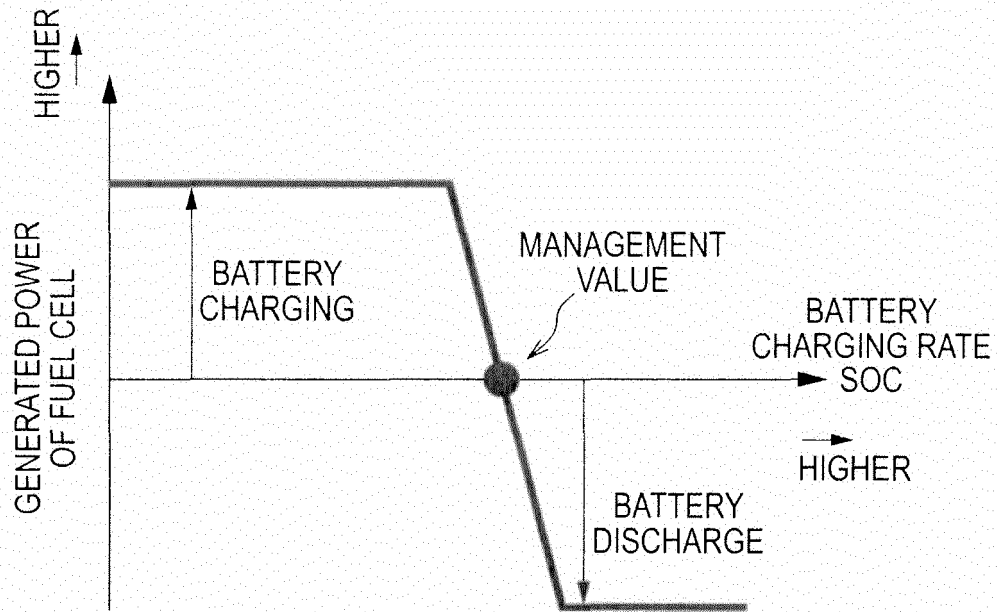 HIGHER
GENERATED POWER
OF FUEL CELL
BATTERY
CHARGING
MANAGEMENT
VALUE
BATTERY
CHARGING RATE
SOC
HIGHER
BATTERY
DISCHARGE